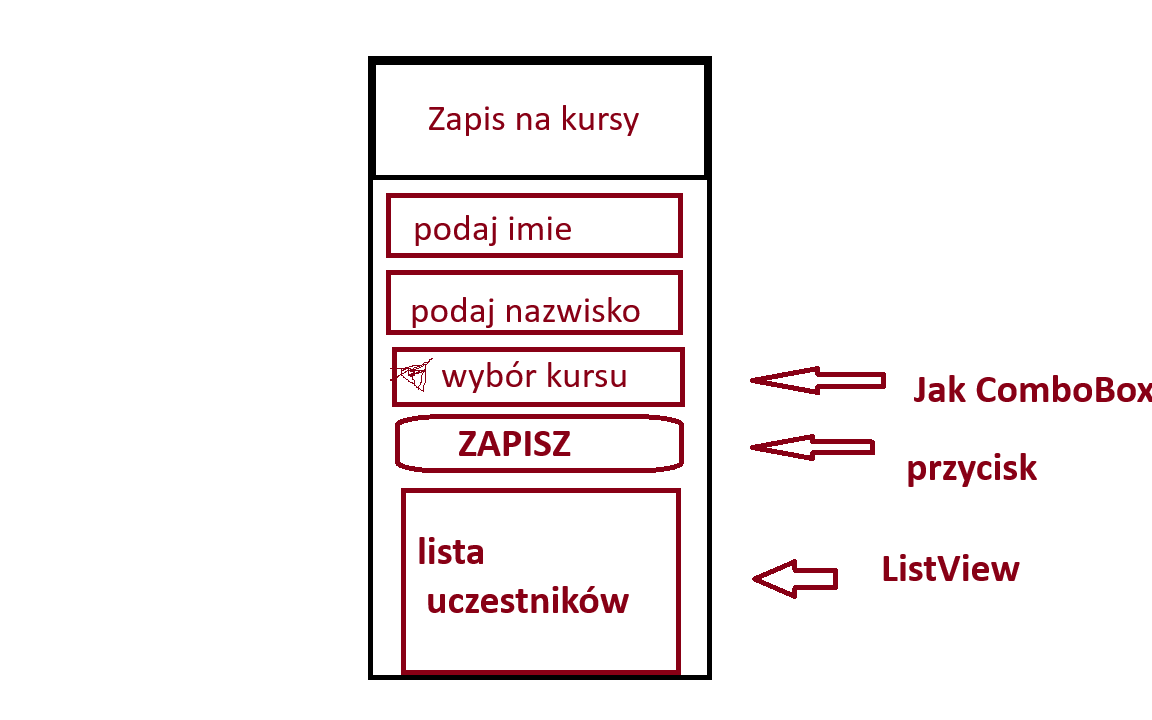 Zapis na kursy
podaj imie
podaj nazwisko
wybór kursu
Jak ComboBox
ZAPISZ
przycisk
lista
uczestników
ListView